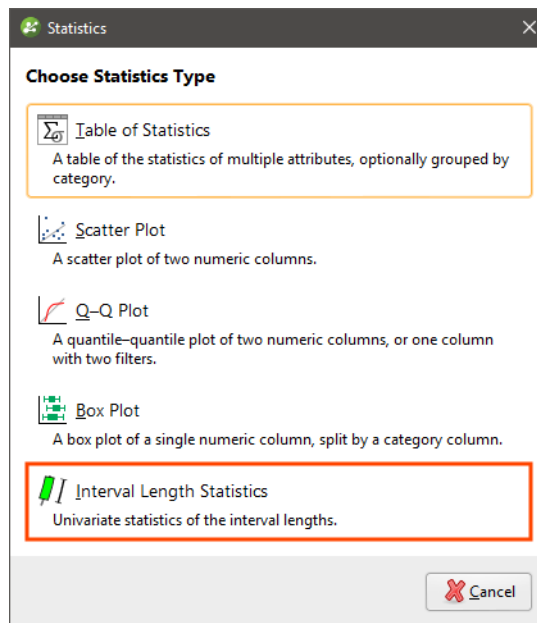 Statistics
Choose Statistics Type
Table of Statistics
A table of the statistics of multiple attributes, optionally grouped by
category.
Scatter Plot
A scatter plot of two numeric columns.
Q–Q Plot
A quantile–quantile plot of two numeric columns, or one column
with two filters.
Box Plot
A box plot of a single numeric column, split by a category column.
Interval Length Statistics
Univariate statistics of the interval lengths.
Cancel